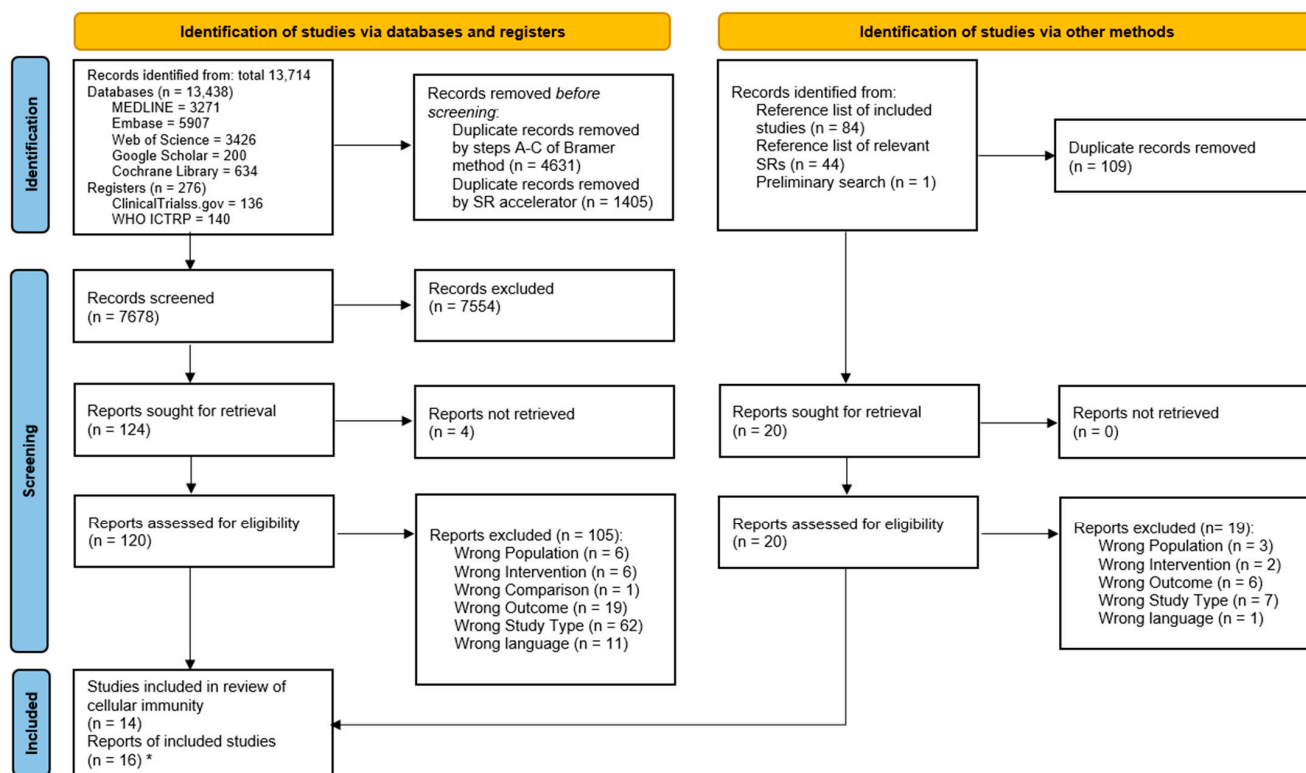 Identification of studies via databases and registers
Identification of studies via other methods
Identification
Records identified from: total 13,714
Databases (n = 13,438)
MEDLINE = 3271
Embase = 5907
Web of Science = 3426
Google Scholar = 200
Cochrane Library = 634
Registers (n = 276)
ClinicalTrialss.gov = 136
WHO ICTRP = 140
Records removed before
screening:
Duplicate records removed
by steps A-C of Bramer
method (n = 4631)
Duplicate records removed
by SR accelerator (n = 1405)
Records identified from:
Reference list of included
studies (n = 84)
Reference list of relevant
SRs (n = 44)
Preliminary search (n = 1)
Duplicate records removed
(n = 109)
Screening
Records screened
(n = 7678)
Records excluded
(n = 7554)
Reports sought for retrieval
(n = 124)
Reports not retrieved
(n = 4)
Reports sought for retrieval
(n = 20)
Reports not retrieved
(n = 0)
Reports assessed for eligibility
(n = 120)
Reports excluded (n = 105):
Wrong Population (n = 6)
Wrong Intervention (n = 6)
Wrong Comparison (n = 1)
Wrong Outcome (n = 19)
Wrong Study Type (n = 62)
Wrong language (n = 11)
Reports assessed for eligibility
(n = 20)
Reports excluded (n= 19):
Wrong Population (n = 3)
Wrong Intervention (n = 2)
Wrong Outcome (n = 6)
Wrong Study Type (n = 7)
Wrong language (n = 1)
Included
Studies included in review of
cellular immunity
(n = 14)
Reports of included studies
(n = 16) *